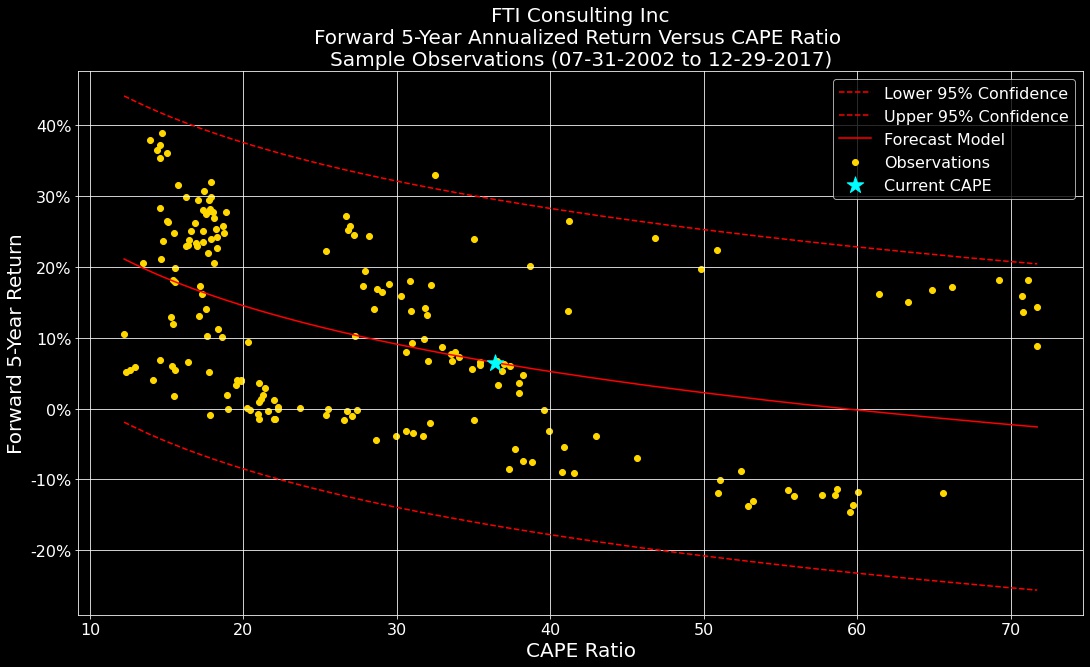 FTI Consulting Inc
Forward 5-Year Annualized Return Versus CAPE Ratio
Sample Observations (07-31-2002 to 12-29-2017)
Lower 95% Confidence
Upper 95% Confidence
Forecast Model
Observations
Current CAPE
Forward 5-Year Return
40%
30%
20%
10%
0%
-10%
-20%
10 20 30 40 50 60 70
CAPE Ratio